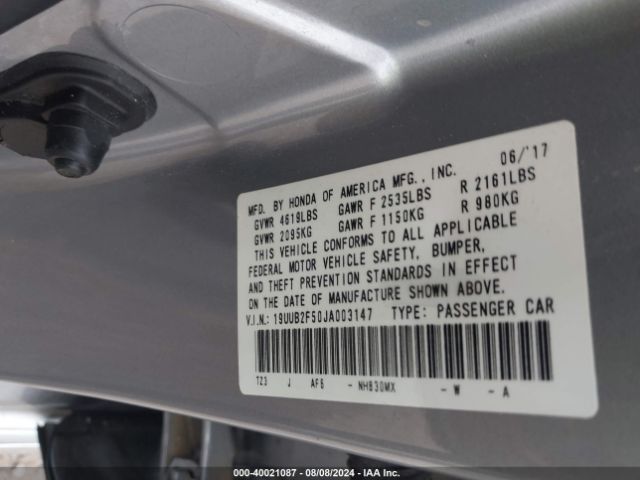 MFD. BY HONDA OF AMERICA MFG., INC. 06/'17
GVWR 4619LBS GAWR F 2535LBS R 2161LBS
GVWR 2095KG GAWR F 1150KG R 980KG
THIS VEHICLE CONFORMS TO ALL APPLICABLE
FEDERAL MOTOR VEHICLE SAFETY, BUMPER,
AND THEFT PREVENTION STANDARDS IN EFFECT
ON THE DATE OF MANUFACTURE SHOWN ABOVE.
V.I.N.: 19UUB2F50JA003147 TYPE: PASSENGER CAR
TZ3 J AF6 - NH830MX - W - A
000-40021087 - 08/08/2024 - IAA Inc.